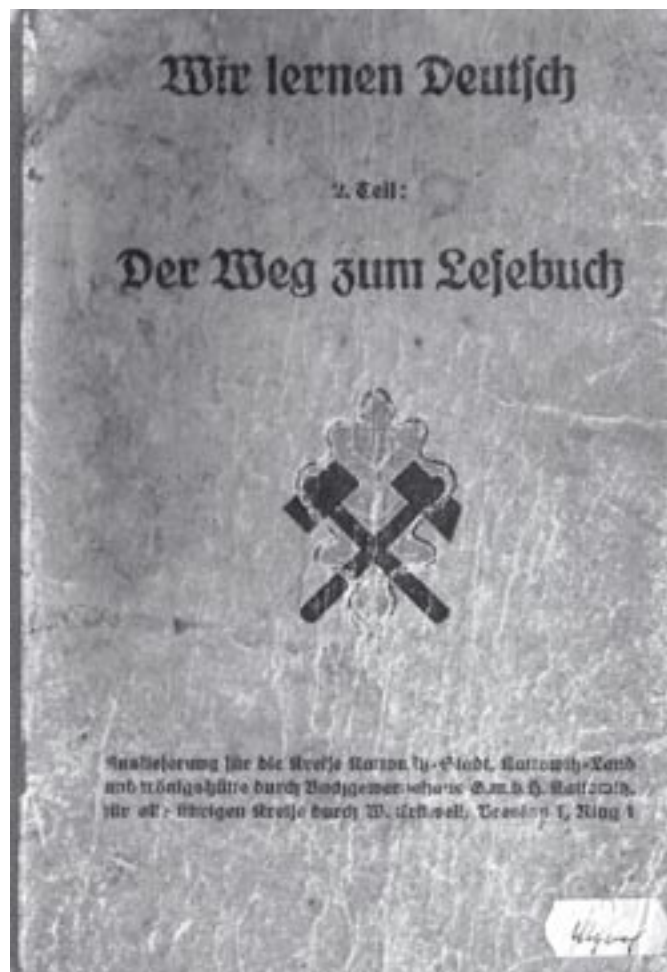 Wir lernen Deutsch
2. Teil:
Der Weg zum Lesebuch
Auslieferung für die Kreise Kattowitz-Stadt, Kattowitz-Land
und Königshütte durch G.m.b.H. Kattowitz,
für alle übrigen Kreise durch W. Breslau 1, Ring 1